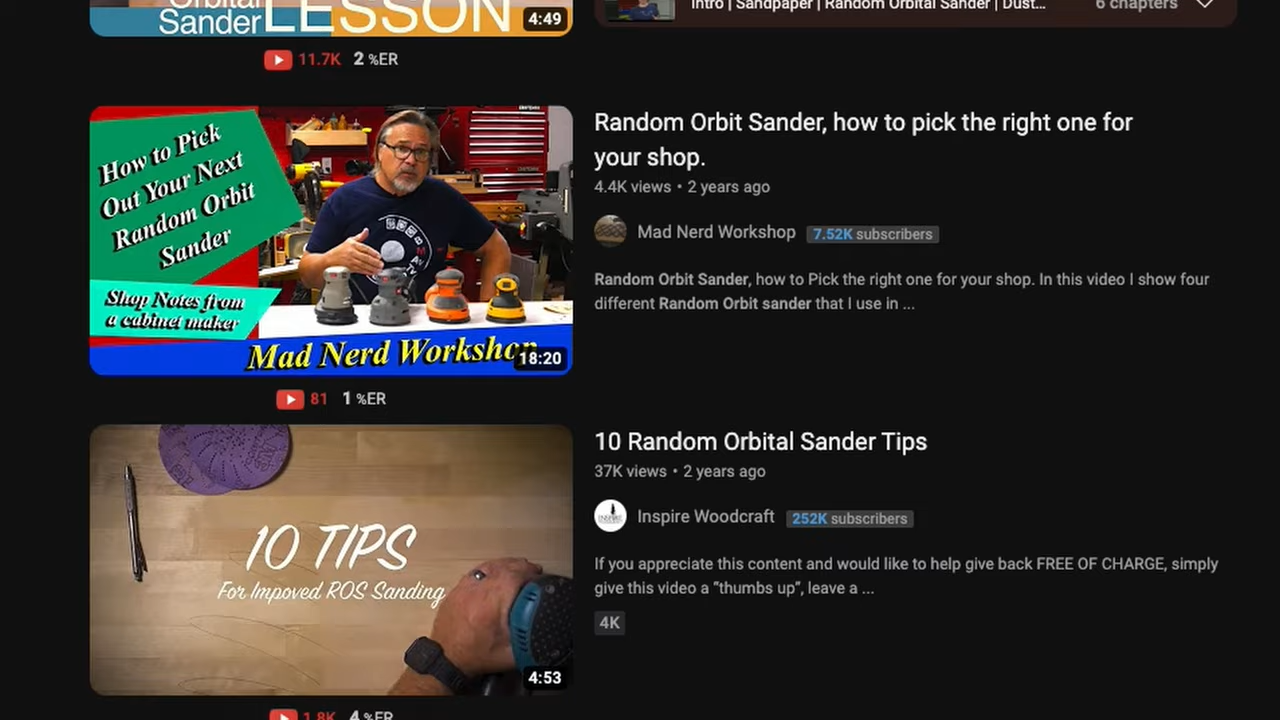 Orbital
Sander LESSON
4:49
Intro | Sandpaper | Random Orbital Sander | Dust...
6 chapters
11.7K 2 %ER
How to Pick
Out Your Next
Random Orbit
Sander
Shop Notes from
a cabinet maker
Mad Nerd Workshop
18:20
Random Orbit Sander, how to pick the right one for
your shop.
4.4K views • 2 years ago
Mad Nerd Workshop 7.52K subscribers
Random Orbit Sander, how to Pick the right one for your shop. In this video I show four
different Random Orbit sander that I use in ...
81 1 %ER
10 TIPS
For Impoved ROS Sanding
4:53
10 Random Orbital Sander Tips
37K views • 2 years ago
Inspire Woodcraft 252K subscribers
If you appreciate this content and would like to help give back FREE OF CHARGE, simply
give this video a "thumbs up", leave a ...
4K
1.8K 4 %ER